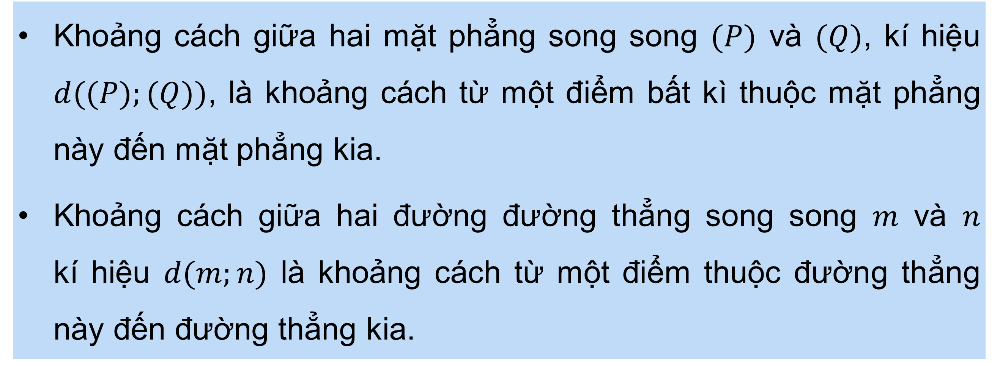 • Khoảng cách giữa hai mặt phẳng song song (P) và (Q), kí hiệu
d((P); (Q)), là khoảng cách từ một điểm bất kì thuộc mặt phẳng
này đến mặt phẳng kia.
• Khoảng cách giữa hai đường đường thẳng song song m và n
kí hiệu d(m; n) là khoảng cách từ một điểm thuộc đường thẳng
này đến đường thẳng kia.